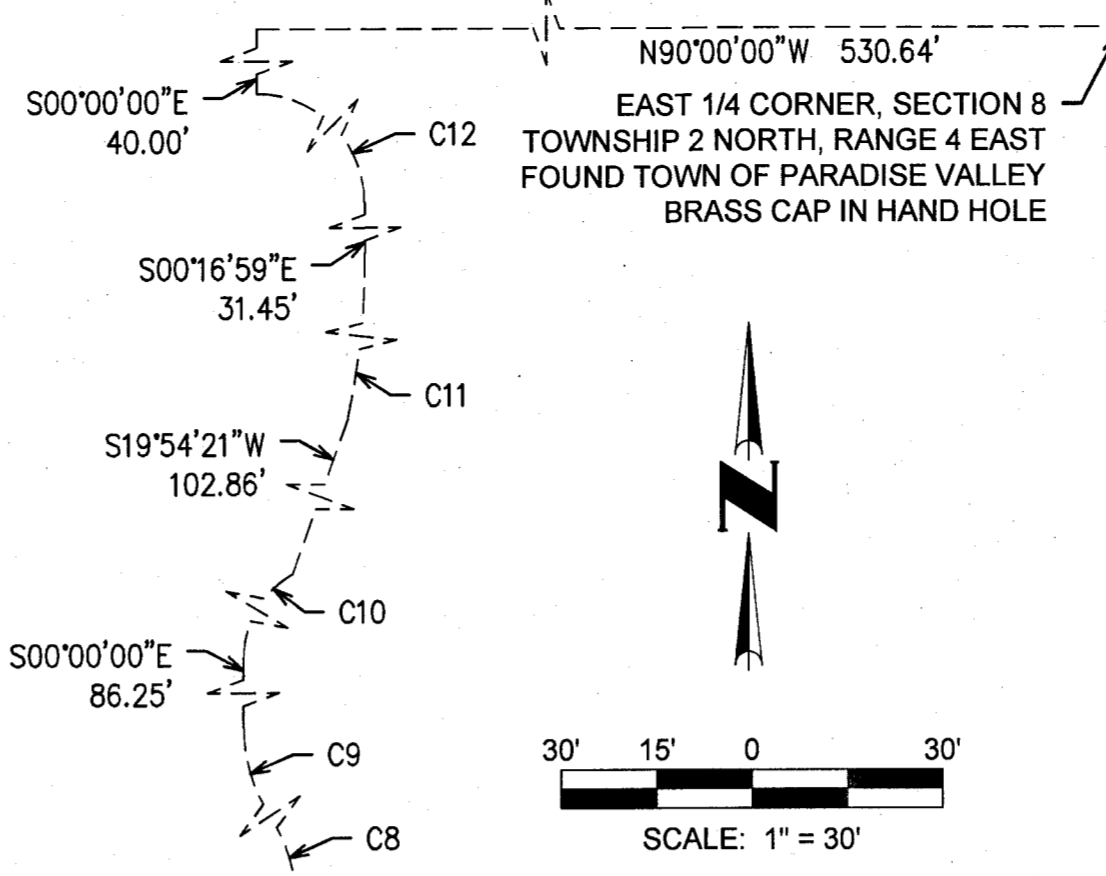 N90°00'00"W 530.64'
S00°00'00"E
40.00'
EAST 1/4 CORNER, SECTION 8
TOWNSHIP 2 NORTH, RANGE 4 EAST
FOUND TOWN OF PARADISE VALLEY
BRASS CAP IN HAND HOLE
C12
S00°16'59"E
31.45'
C11
S19°54'21"W
102.86'
N
C10
S00°00'00"E
86.25'
C9
C8
30' 15' 0 30'
SCALE: 1" = 30'